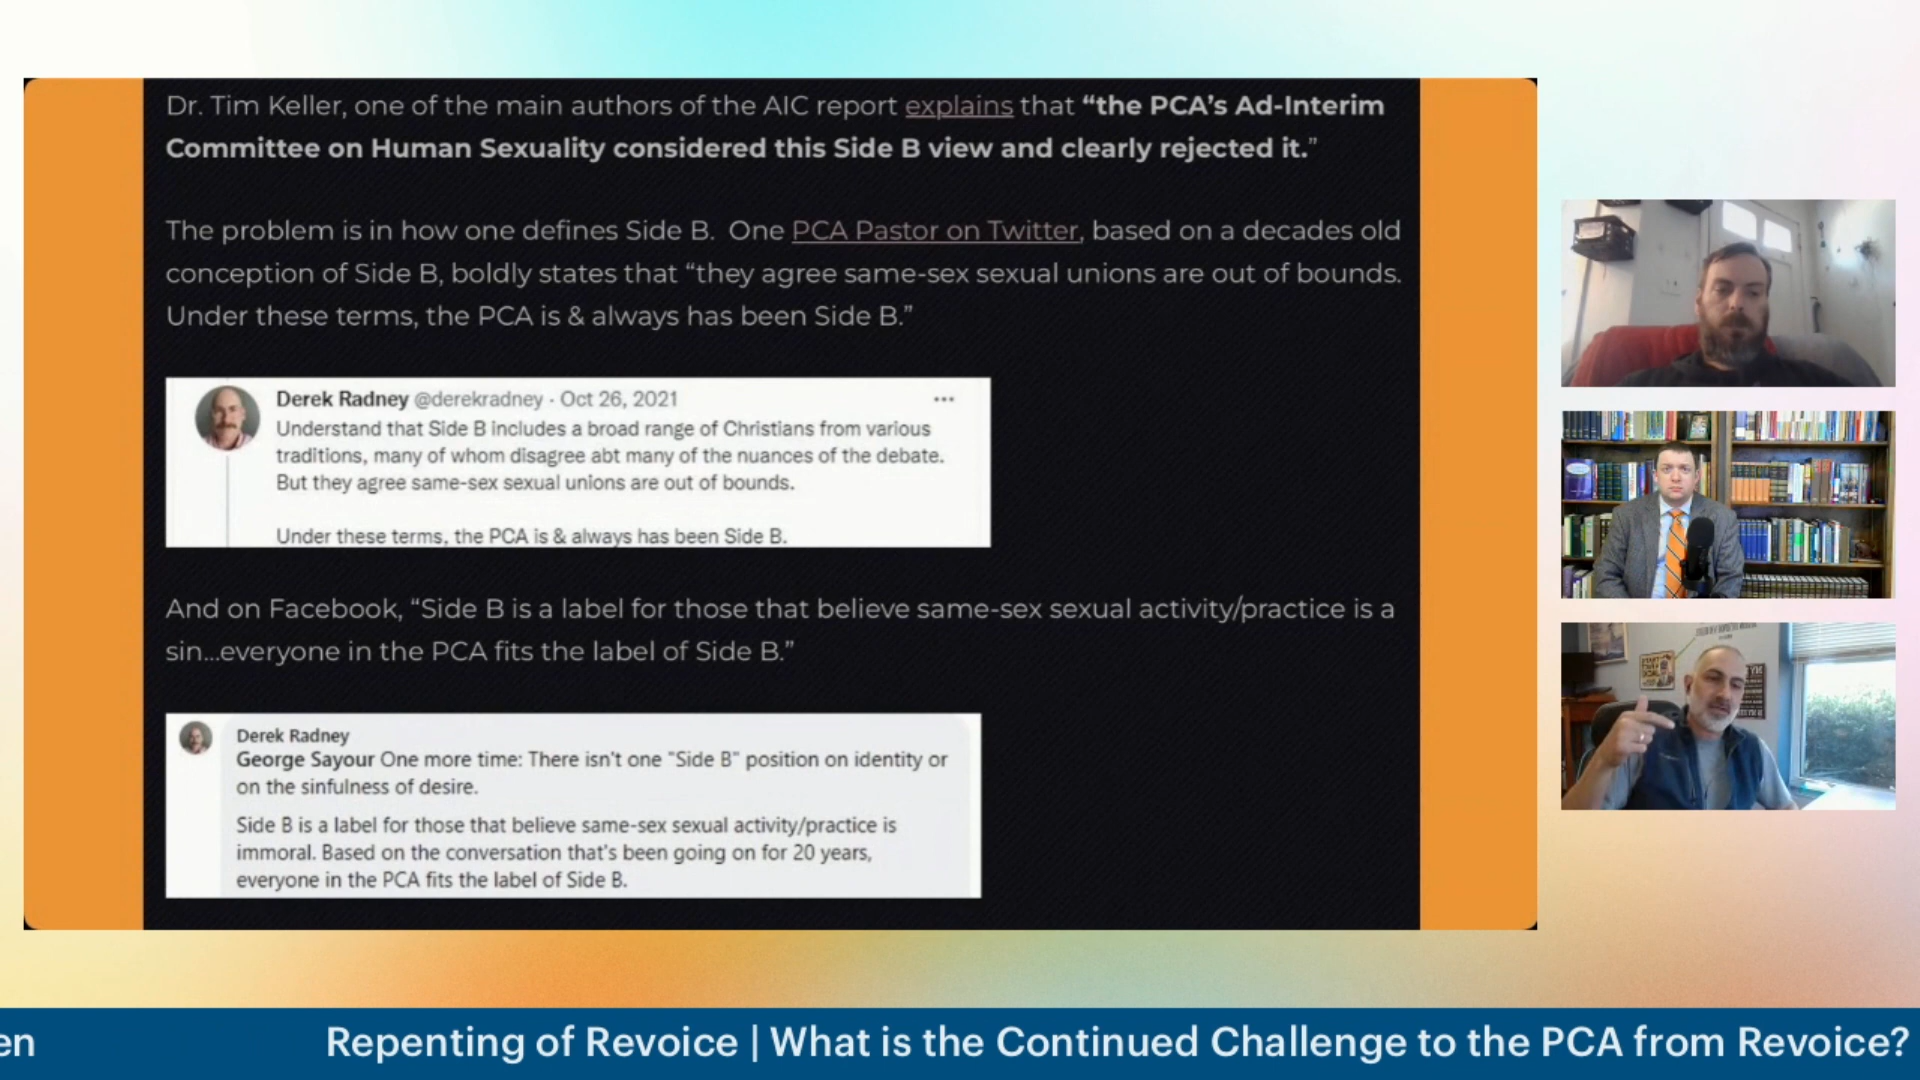 Dr. Tim Keller, one of the main authors of the AIC report explains that “the PCA’s Ad-Interim
Committee on Human Sexuality considered this Side B view and clearly rejected it.”
The problem is in how one defines Side B.  One PCA Pastor on Twitter, based on a decades old
conception of Side B, boldly states that “they agree same-sex sexual unions are out of bounds.
Under these terms, the PCA is & always has been Side B.”
Derek Radney @derekradney · Oct 26, 2021
Understand that Side B includes a broad range of Christians from various
traditions, many of whom disagree abt many of the nuances of the debate.
But they agree same-sex sexual unions are out of bounds.
Under these terms, the PCA is & always has been Side B.
And on Facebook, “Side B is a label for those that believe same-sex sexual activity/practice is a
sin...everyone in the PCA fits the label of Side B.”
Derek Radney
George Sayour One more time: There isn't one "Side B" position on identity or
on the sinfulness of desire.
Side B is a label for those that believe same-sex sexual activity/practice is
immoral. Based on the conversation that's been going on for 20 years,
everyone in the PCA fits the label of Side B.
en Repenting of Revoice | What is the Continued Challenge to the PCA from Revoice?